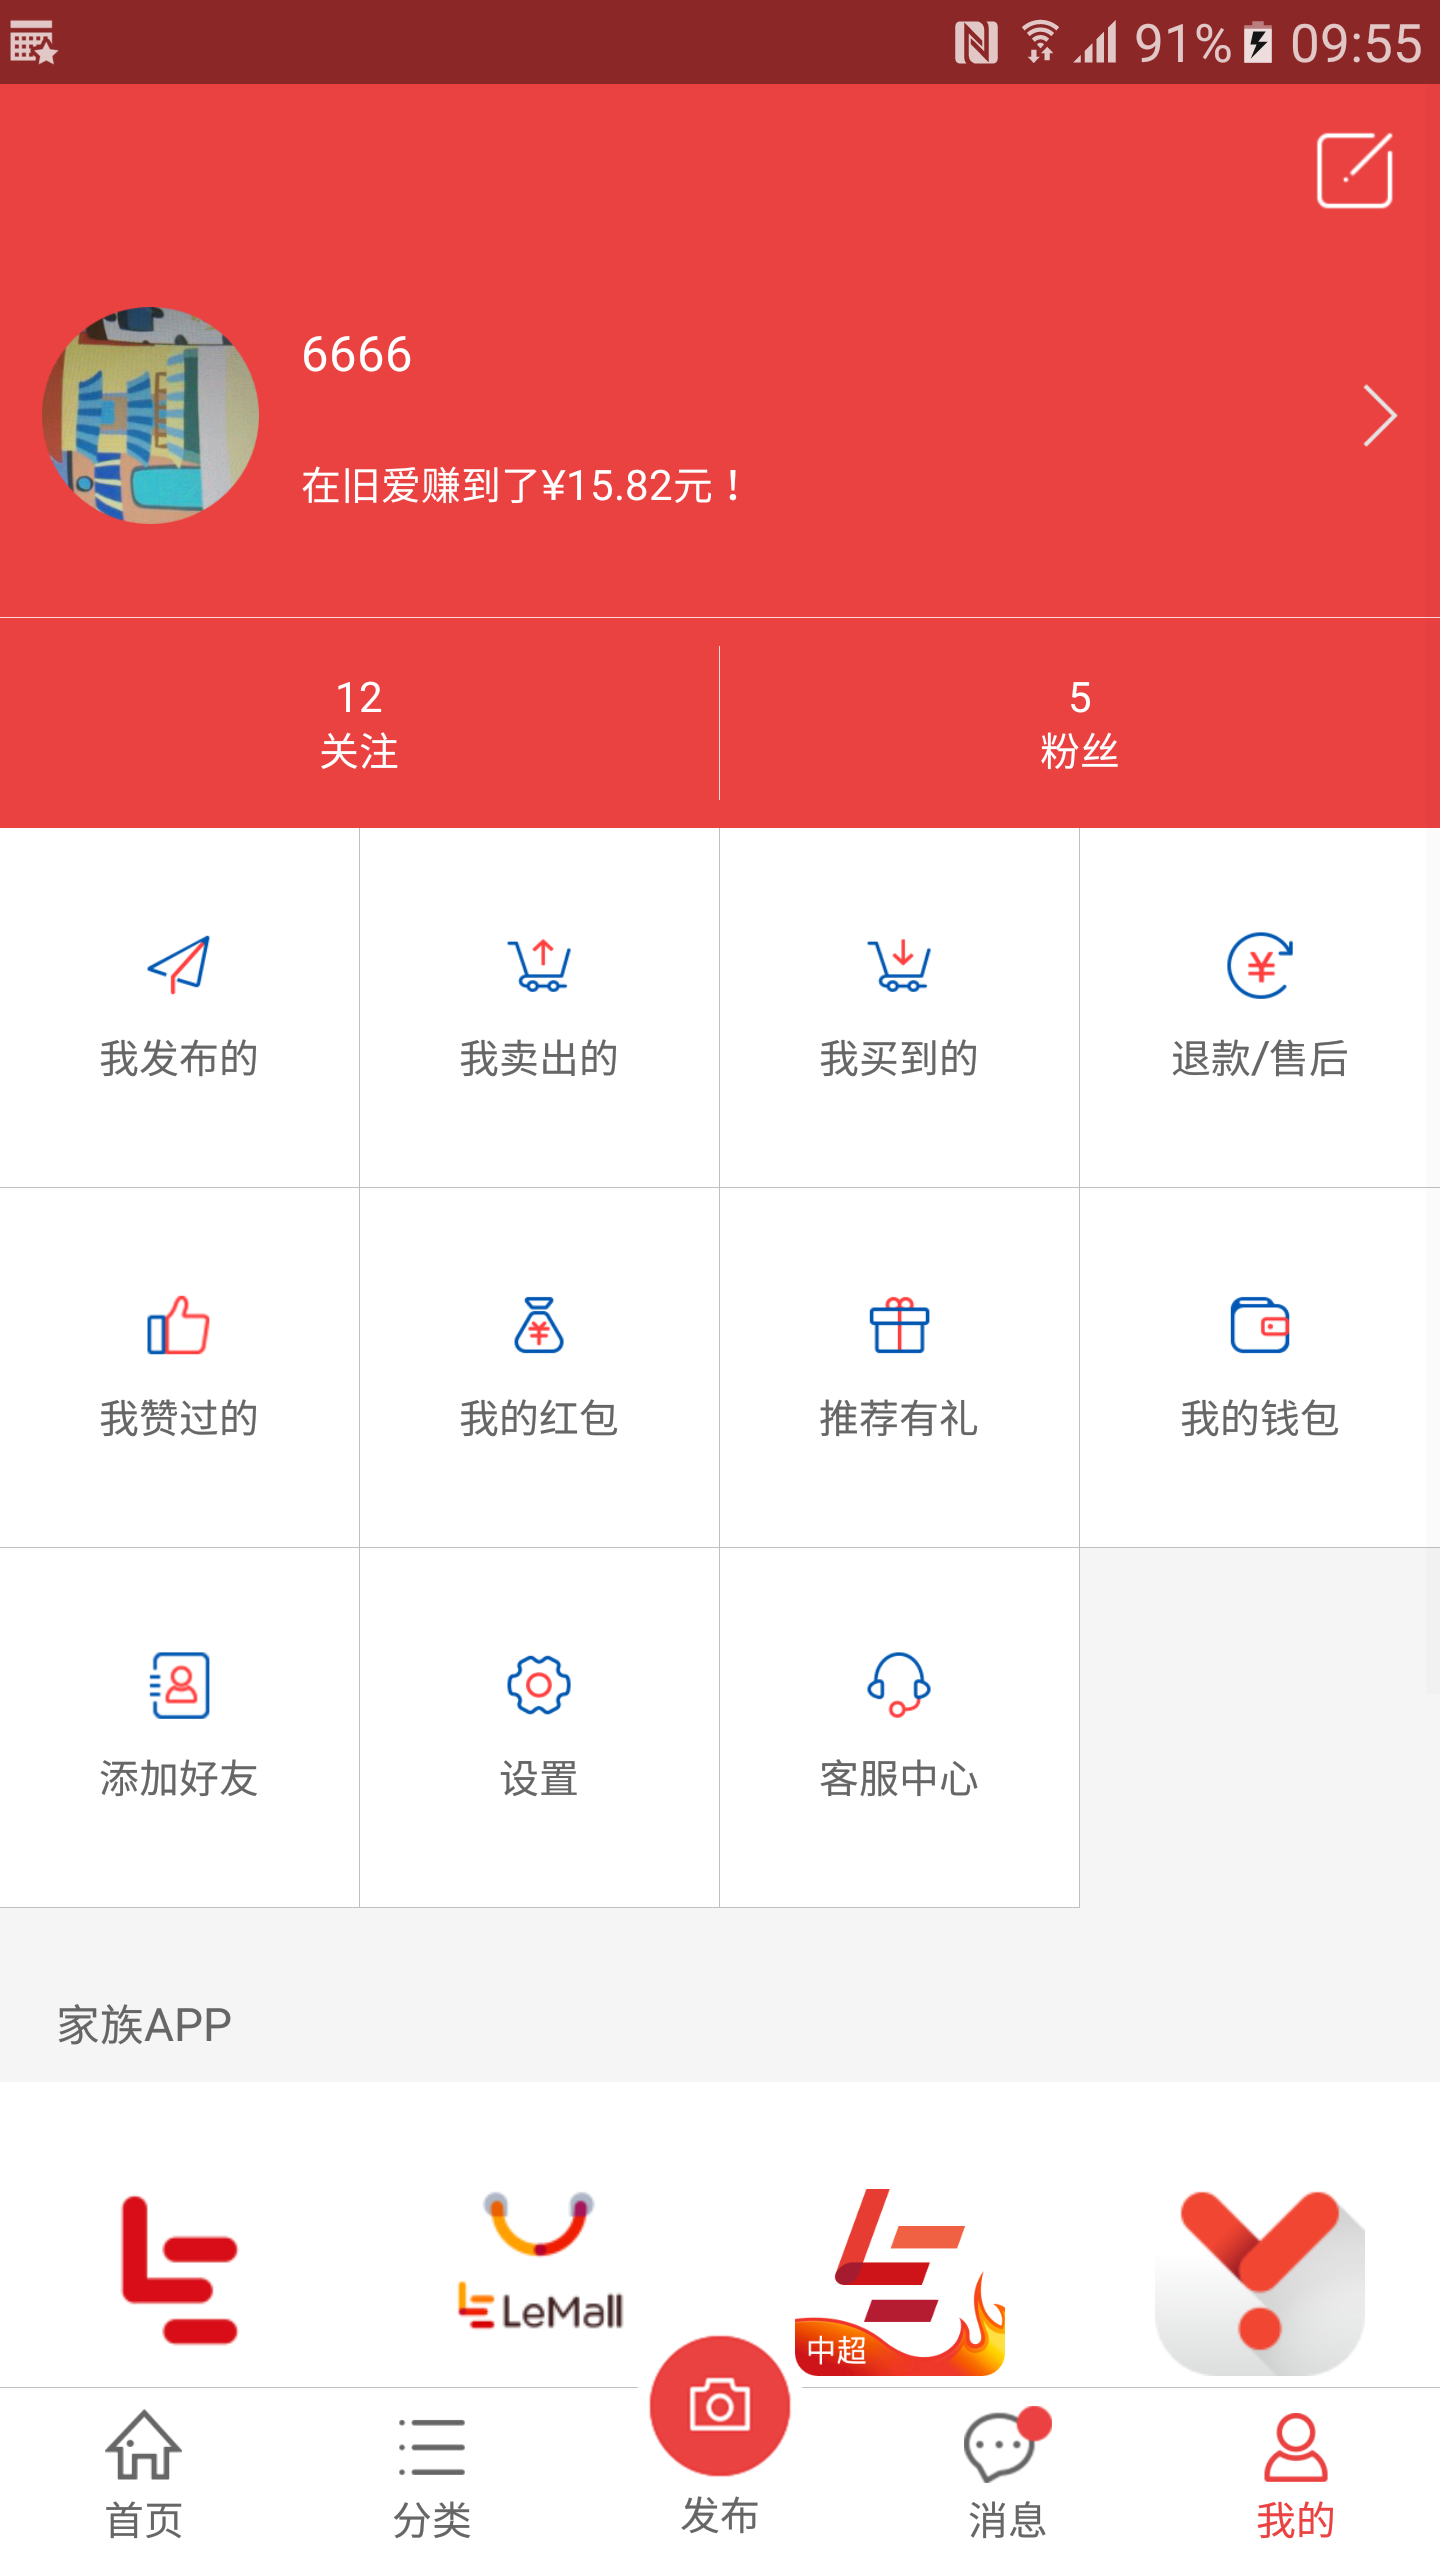 91% 09:55
6666
在旧爱赚到了¥15.82元！
12
关注
5
粉丝
我发布的
我卖出的
我买到的
退款/售后
我赞过的
我的红包
推荐有礼
我的钱包
添加好友
设置
客服中心
家族APP
LE
LE LeMall
LE
中超
首页
分类
发布
消息
我的